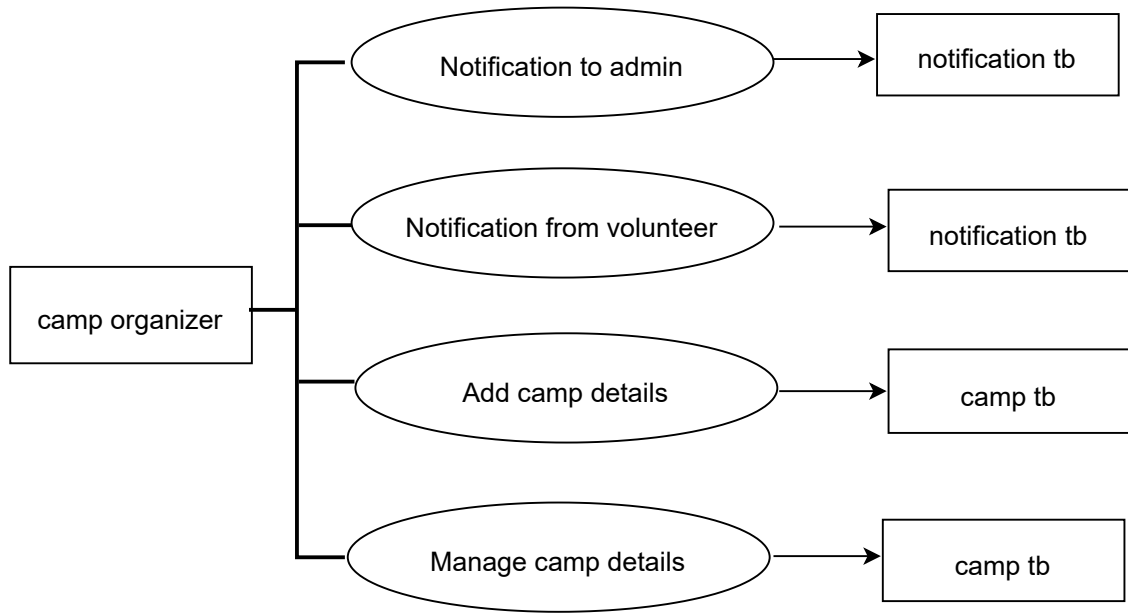 Notification to admin
notification tb
Notification from volunteer
notification tb
camp organizer
Add camp details
camp tb
Manage camp details
camp tb